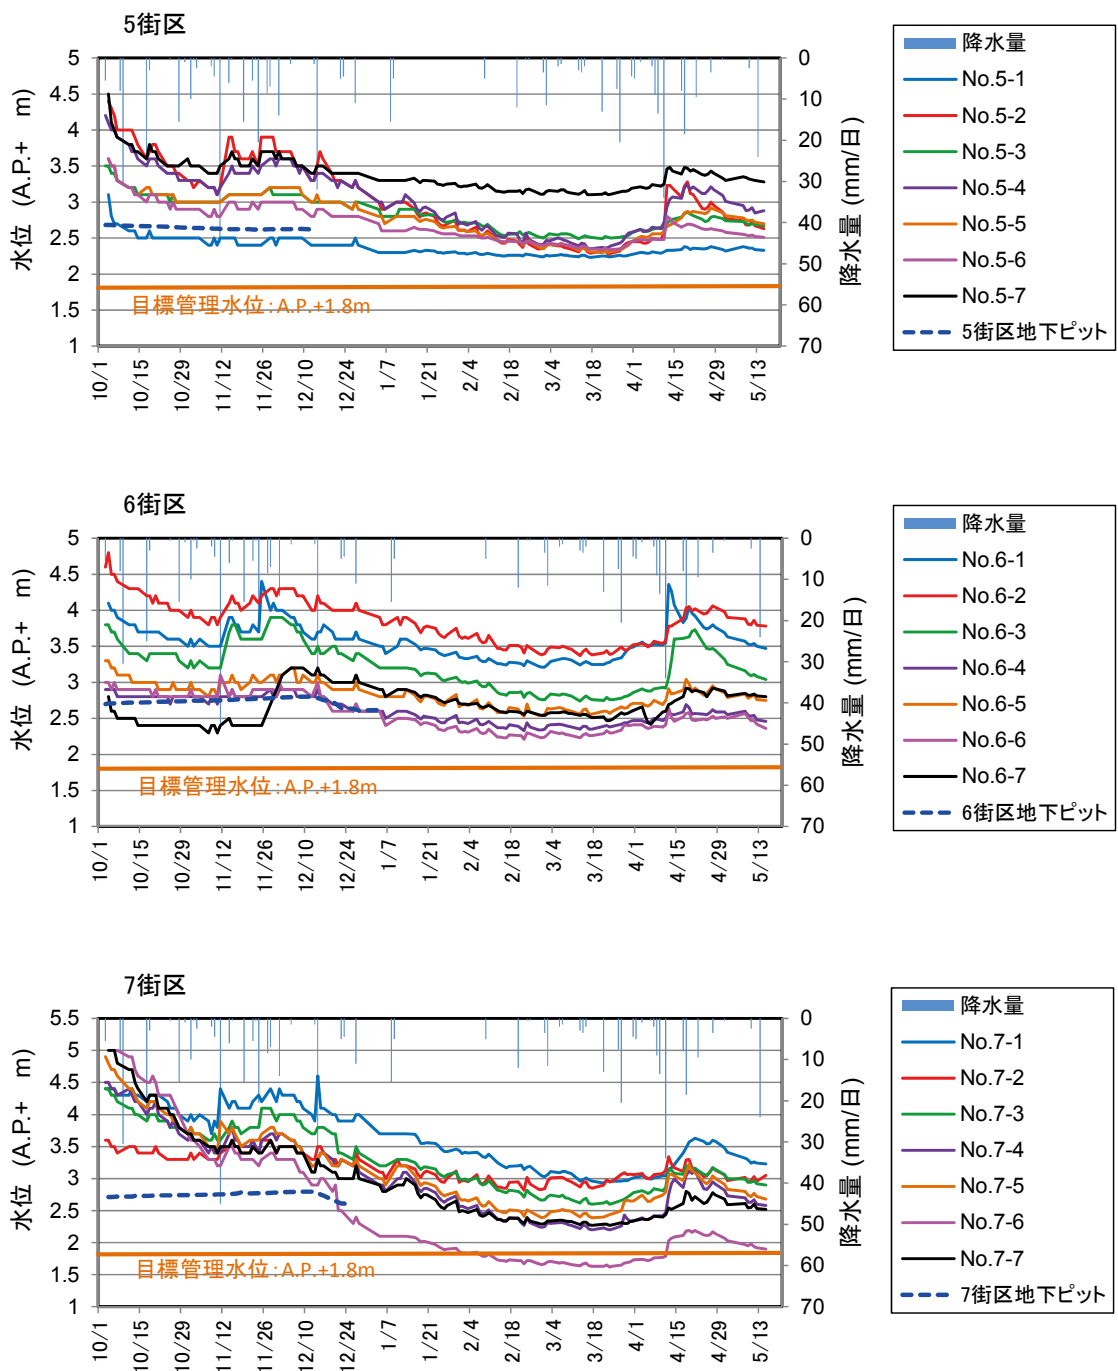 5街区
水位 (A.P.+ m)
5
4.5
4
3.5
3
2.5
2
1.5
1
0
10
20
30
40
50
60
70
降水量 (mm/日)
目標管理水位:A.P.+1.8m
10/1
10/15
10/29
11/12
11/26
12/10
12/24
1/7
1/21
2/4
2/18
3/4
3/18
4/1
4/15
4/29
5/13
降水量
No.5-1
No.5-2
No.5-3
No.5-4
No.5-5
No.5-6
No.5-7
5街区地下ピット
6街区
水位 (A.P.+ m)
5
4.5
4
3.5
3
2.5
2
1.5
1
0
10
20
30
40
50
60
70
降水量 (mm/日)
目標管理水位:A.P.+1.8m
10/1
10/15
10/29
11/12
11/26
12/10
12/24
1/7
1/21
2/4
2/18
3/4
3/18
4/1
4/15
4/29
5/13
降水量
No.6-1
No.6-2
No.6-3
No.6-4
No.6-5
No.6-6
No.6-7
6街区地下ピット
7街区
水位 (A.P.+ m)
5.5
5
4.5
4
3.5
3
2.5
2
1.5
1
0
10
20
30
40
50
60
70
降水量 (mm/日)
目標管理水位:A.P.+1.8m
10/1
10/15
10/29
11/12
11/26
12/10
12/24
1/7
1/21
2/4
2/18
3/4
3/18
4/1
4/15
4/29
5/13
降水量
No.7-1
No.7-2
No.7-3
No.7-4
No.7-5
No.7-6
No.7-7
7街区地下ピット